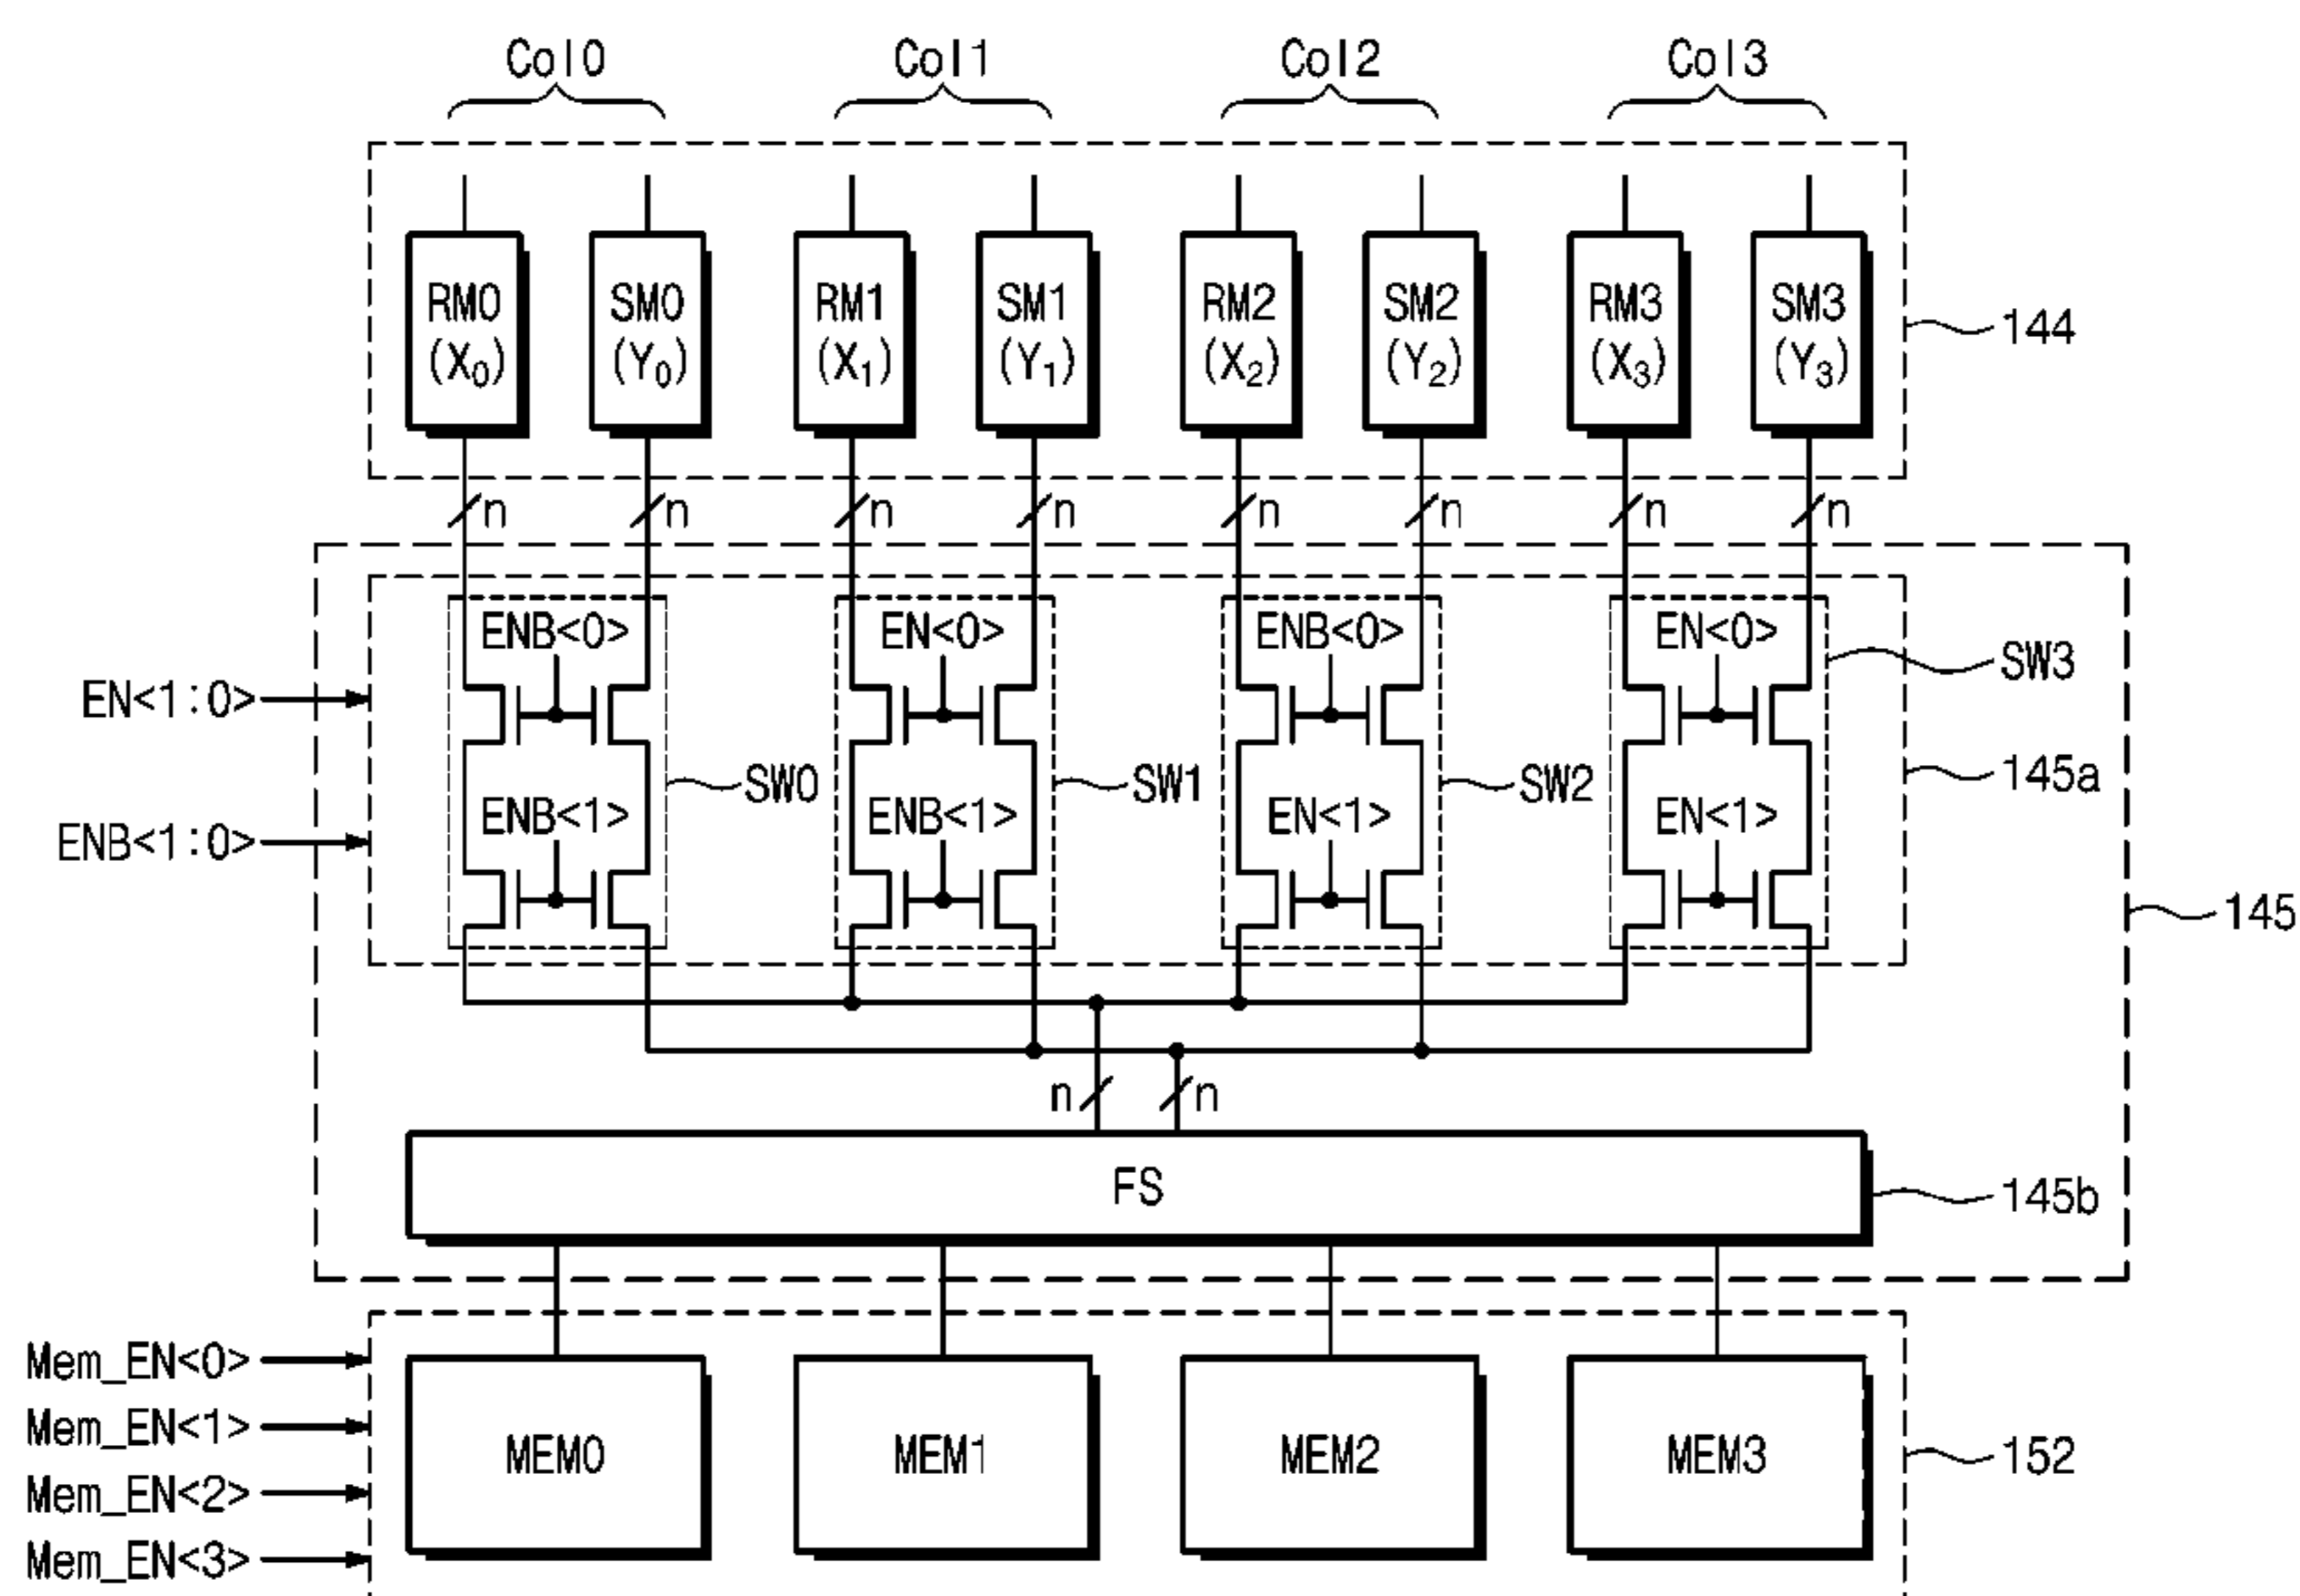 Col0 Col1 Col2 Col3
RM0 SM0 RM1 SM1 RM2 SM2 RM3 SM3
(X₀) (Y₀) (X₁) (Y₁) (X₂) (Y₂) (X₃) (Y₃)
144
n n n n n n n n
ENB<0> EN<0> ENB<0> EN<0>
SW3
EN<1:0>
SW0 SW1 SW2 145a
ENB<1> ENB<1> EN<1> EN<1>
ENB<1:0>
145
n n
FS 145b
Mem_EN<0>
Mem_EN<1>
MEM0 MEM1 MEM2 MEM3 152
Mem_EN<2>
Mem_EN<3>